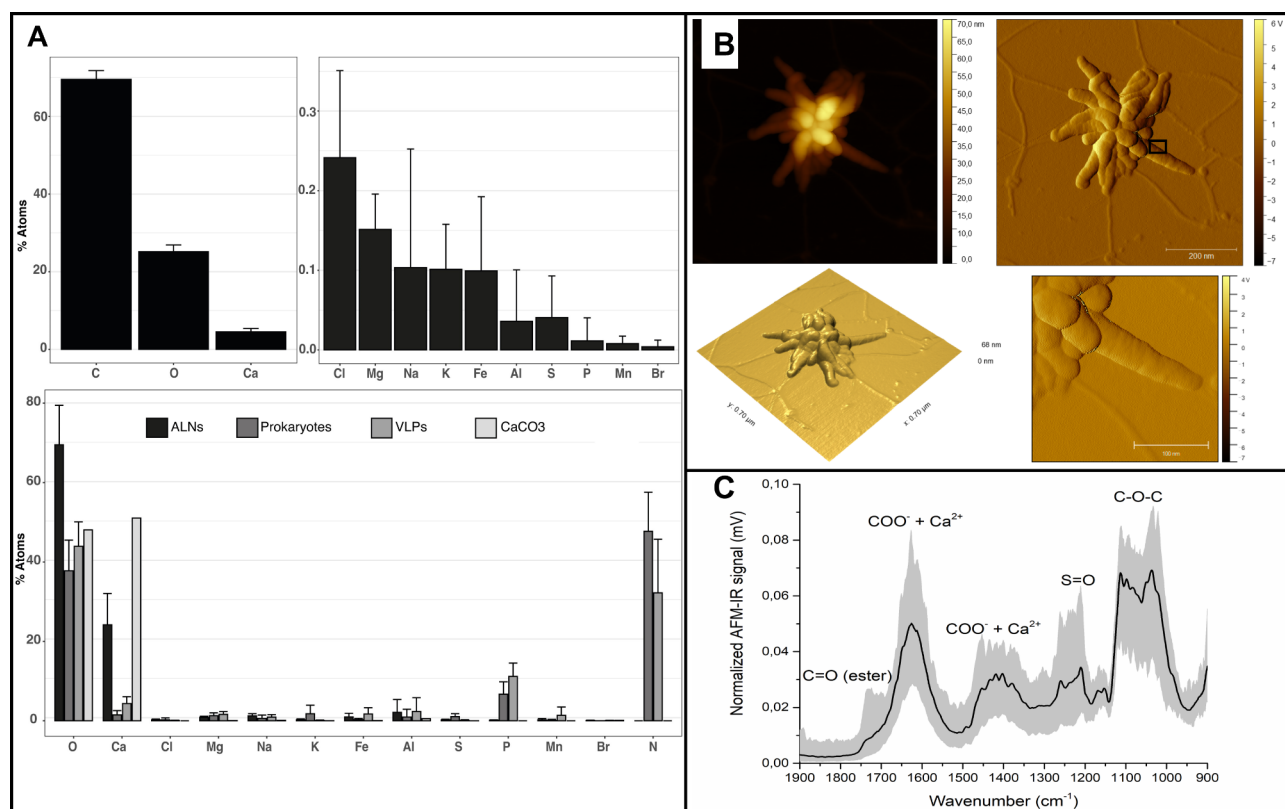 A
% Atoms
60
40
20
0
C O Ca
0.3
0.2
0.1
0.0
Cl Mg Na K Fe Al S P Mn Br
% Atoms
80
60
40
20
0
ALNs Prokaryotes VLPs CaCO3
O Ca Cl Mg Na K Fe Al S P Mn Br N
B
70,0 nm
65,0
60,0
55,0
50,0
45,0
40,0
35,0
30,0
25,0
20,0
15,0
10,0
0,0
6 V
5
4
3
2
1
0
−1
−2
−3
−4
−5
−7
200 nm
68 nm
0 nm
y: 0.70 µm
x: 0.70 µm
4 V
3
2
1
0
−1
−2
−3
−4
−5
−6
−7
100 nm
C
Normalized AFM-IR signal (mV)
0,10
0,08
0,06
0,04
0,02
0,00
C-O-C
COO⁻ + Ca²⁺
S=O
COO⁻ + Ca²⁺
C=O (ester)
1900 1800 1700 1600 1500 1400 1300 1200 1100 1000 900
Wavenumber (cm⁻¹)